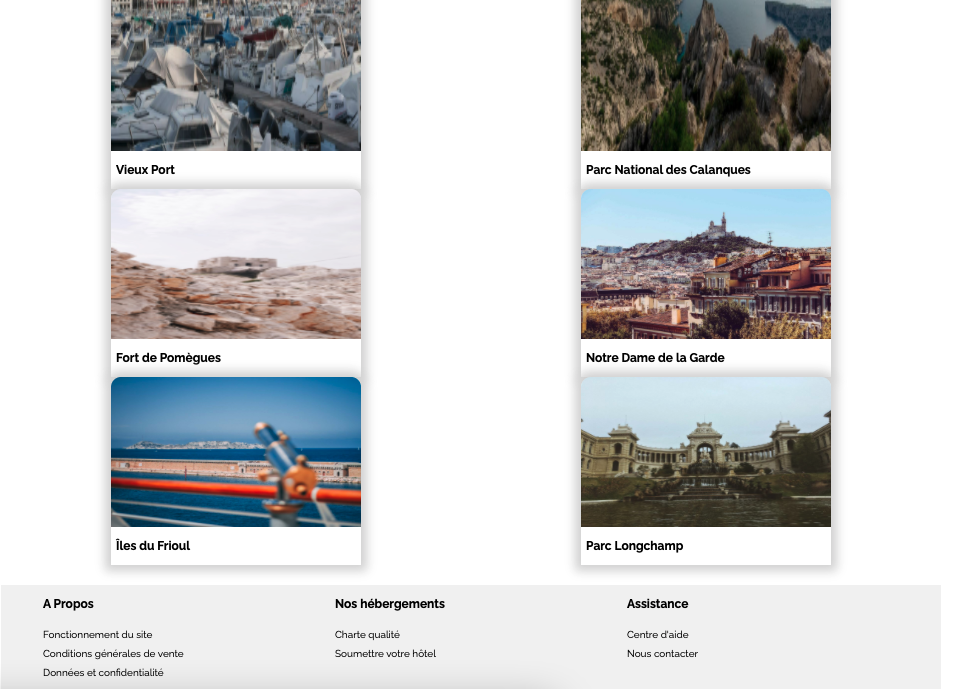 Vieux Port
Parc National des Calanques
Fort de Pomègues
Notre Dame de la Garde
Îles du Frioul
Parc Longchamp
A Propos
Fonctionnement du site
Conditions générales de vente
Données et confidentialité
Nos hébergements
Charte qualité
Soumettre votre hôtel
Assistance
Centre d'aide
Nous contacter